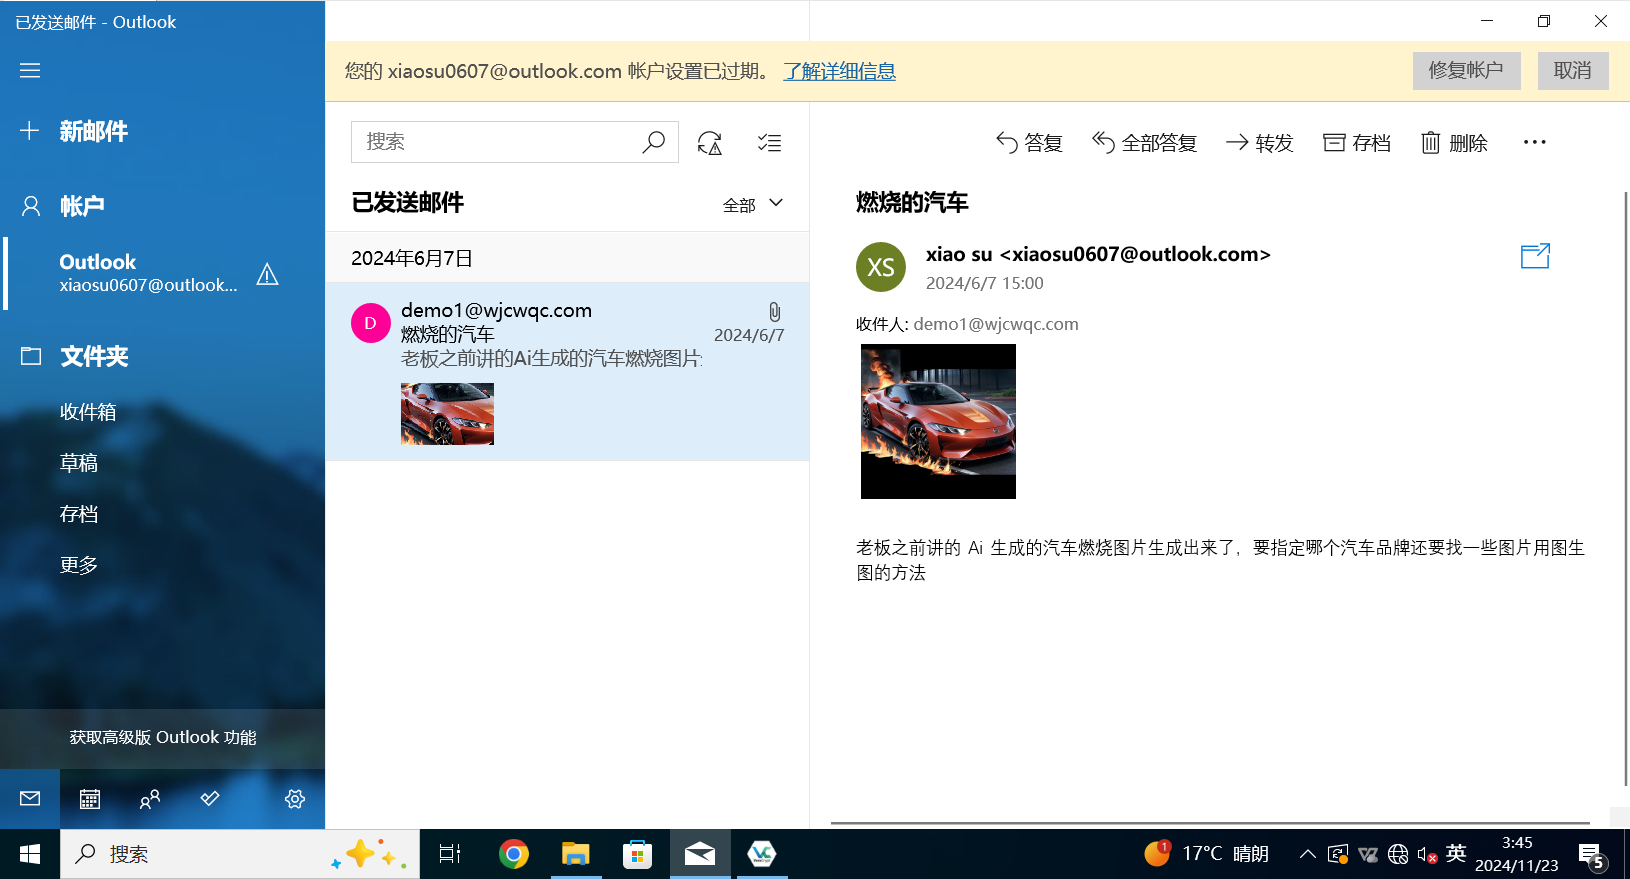 已发送邮件 - Outlook
您的 xiaosu0607@outlook.com 帐户设置已过期。 了解详细信息
修复帐户
取消
新邮件
帐户
Outlook
xiaosu0607@outlook...
文件夹
收件箱
草稿
存档
更多
获取高级版 Outlook 功能
搜索
已发送邮件
全部
2024年6月7日
D
demo1@wjcwqc.com
燃烧的汽车
2024/6/7
老板之前讲的Ai生成的汽车燃烧图片
答复
全部答复
转发
存档
删除
燃烧的汽车
XS
xiao su <xiaosu0607@outlook.com>
2024/6/7 15:00
收件人: demo1@wjcwqc.com
老板之前讲的 Ai 生成的汽车燃烧图片生成出来了，要指定哪个汽车品牌还要找一些图片用图生
图的方法
搜索
1
17°C 晴朗
英
3:45
2024/11/23
5